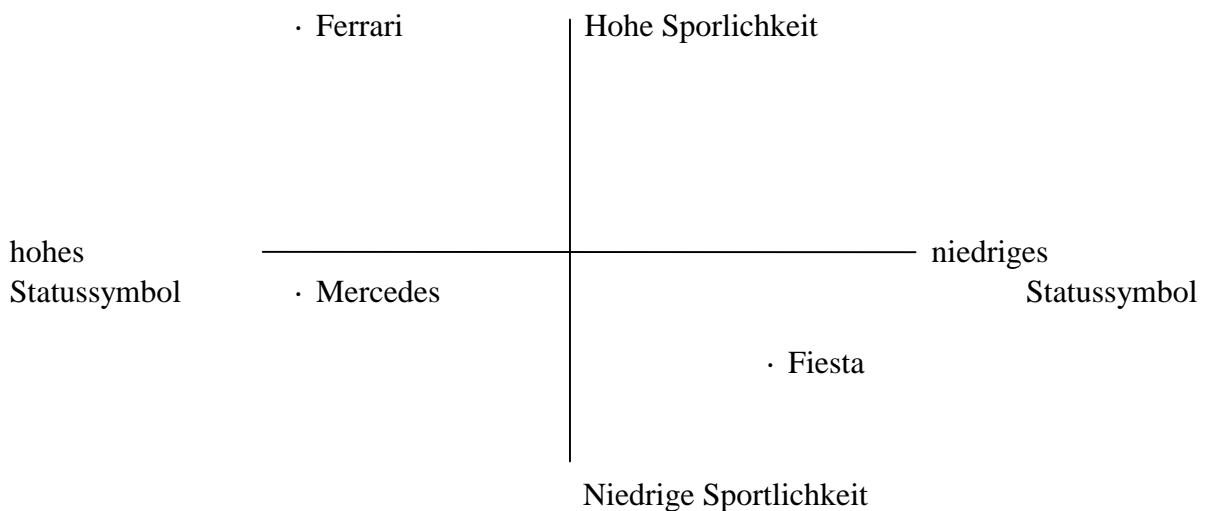 · Ferrari
Hohe Sporlichkeit
hohes
Statussymbol
niedriges
Statussymbol
· Mercedes
· Fiesta
Niedrige Sportlichkeit